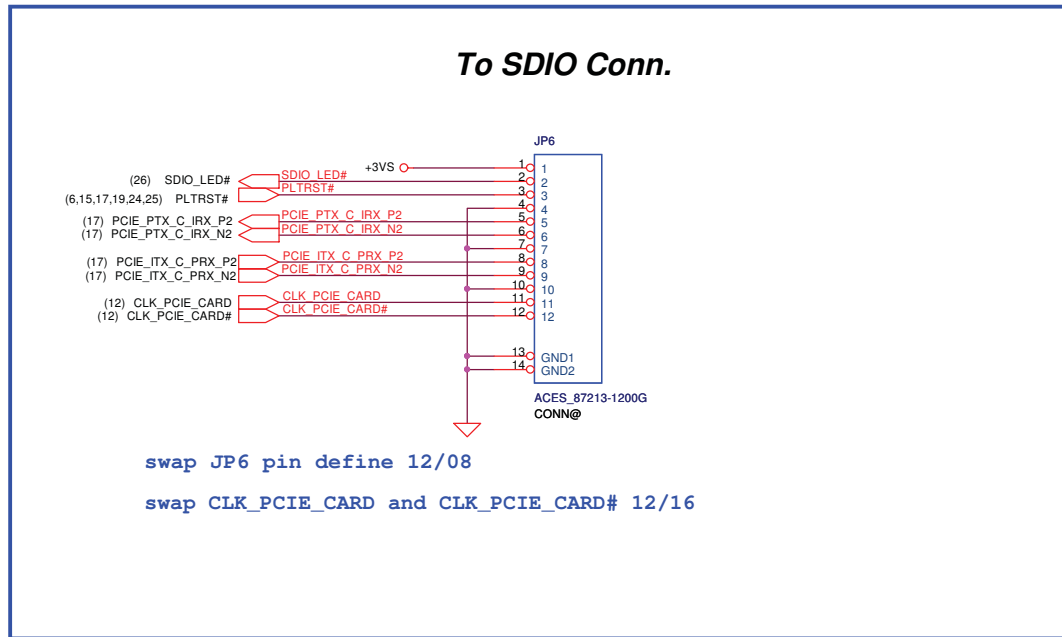 To SDIO Conn.
JP6
+3VS 1 1
(26) SDIO_LED# SDIO_LED# 2 2
(6,15,17,19,24,25) PLTRST# PLTRST# 3 3
4 4
(17) PCIE_PTX_C_IRX_P2 PCIE_PTX_C_IRX_P2 5 5
(17) PCIE_PTX_C_IRX_N2 PCIE_PTX_C_IRX_N2 6 6
7 7
(17) PCIE_ITX_C_PRX_P2 PCIE_ITX_C_PRX_P2 8 8
(17) PCIE_ITX_C_PRX_N2 PCIE_ITX_C_PRX_N2 9 9
10 10
(12) CLK_PCIE_CARD CLK_PCIE_CARD 11 11
(12) CLK_PCIE_CARD# CLK_PCIE_CARD# 12 12
13 GND1
14 GND2
ACES_87213-1200G
CONN@
swap JP6 pin define 12/08
swap CLK_PCIE_CARD and CLK_PCIE_CARD# 12/16